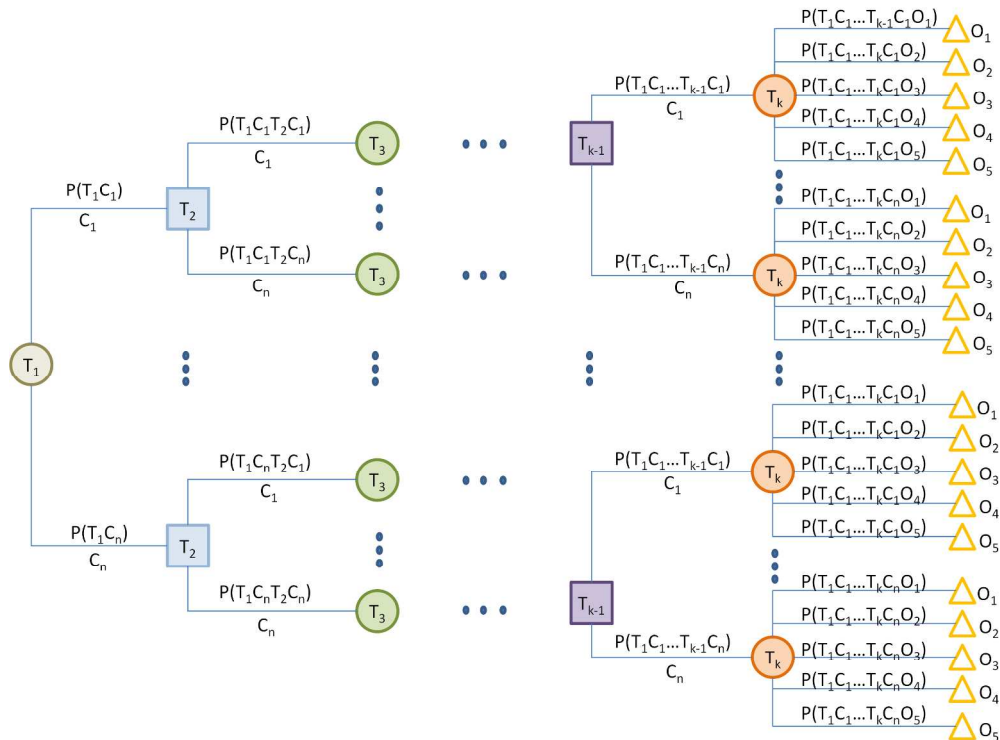 P(T₁C₁...Tₖ₋₁C₁O₁)
O₁
P(T₁C₁...TₖC₁O₂)
O₂
P(T₁C₁...Tₖ₋₁C₁)
C₁
Tₖ
P(T₁C₁...TₖC₁O₃)
O₃
P(T₁C₁...TₖC₁O₄)
O₄
P(T₁C₁...TₖC₁O₅)
O₅
P(T₁C₁T₂C₁)
C₁
T₃
Tₖ₋₁
P(T₁C₁)
C₁
T₂
P(T₁C₁...TₖCₙO₁)
O₁
P(T₁C₁...TₖCₙO₂)
O₂
P(T₁C₁T₂Cₙ)
Cₙ
T₃
P(T₁C₁...Tₖ₋₁Cₙ)
Cₙ
Tₖ
P(T₁C₁...TₖCₙO₃)
O₃
P(T₁C₁...TₖCₙO₄)
O₄
P(T₁C₁...TₖCₙO₅)
O₅
T₁
P(T₁C₁...TₖC₁O₁)
O₁
P(T₁C₁...TₖC₁O₂)
O₂
P(T₁CₙT₂C₁)
C₁
T₃
P(T₁C₁...Tₖ₋₁C₁)
C₁
Tₖ
P(T₁C₁...TₖC₁O₃)
O₃
P(T₁C₁...TₖC₁O₄)
O₄
P(T₁C₁...TₖC₁O₅)
O₅
P(T₁Cₙ)
Cₙ
T₂
P(T₁C₁...TₖCₙO₁)
O₁
P(T₁C₁...TₖCₙO₂)
O₂
P(T₁CₙT₂Cₙ)
Cₙ
T₃
Tₖ₋₁
P(T₁C₁...Tₖ₋₁Cₙ)
Cₙ
Tₖ
P(T₁C₁...TₖCₙO₃)
O₃
P(T₁C₁...TₖCₙO₄)
O₄
P(T₁C₁...TₖCₙO₅)
O₅